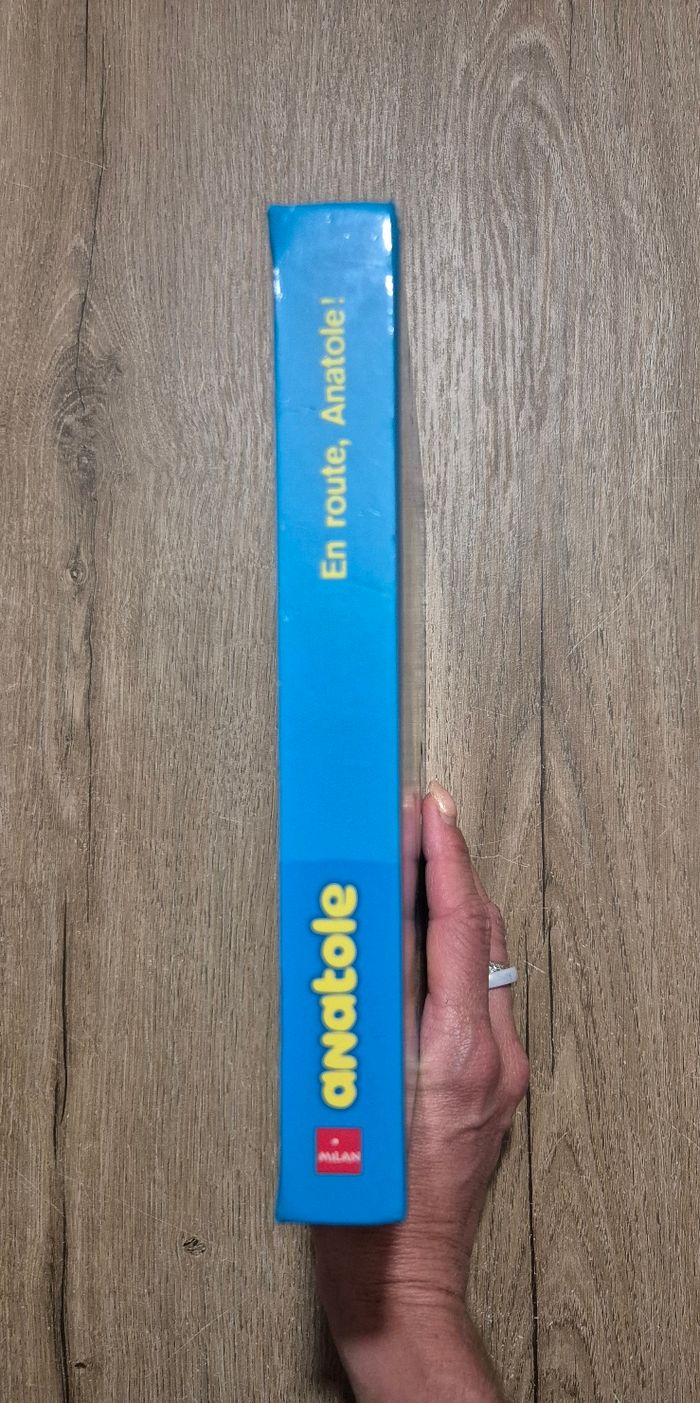 En route, Anatole!
anatole
MiLAN